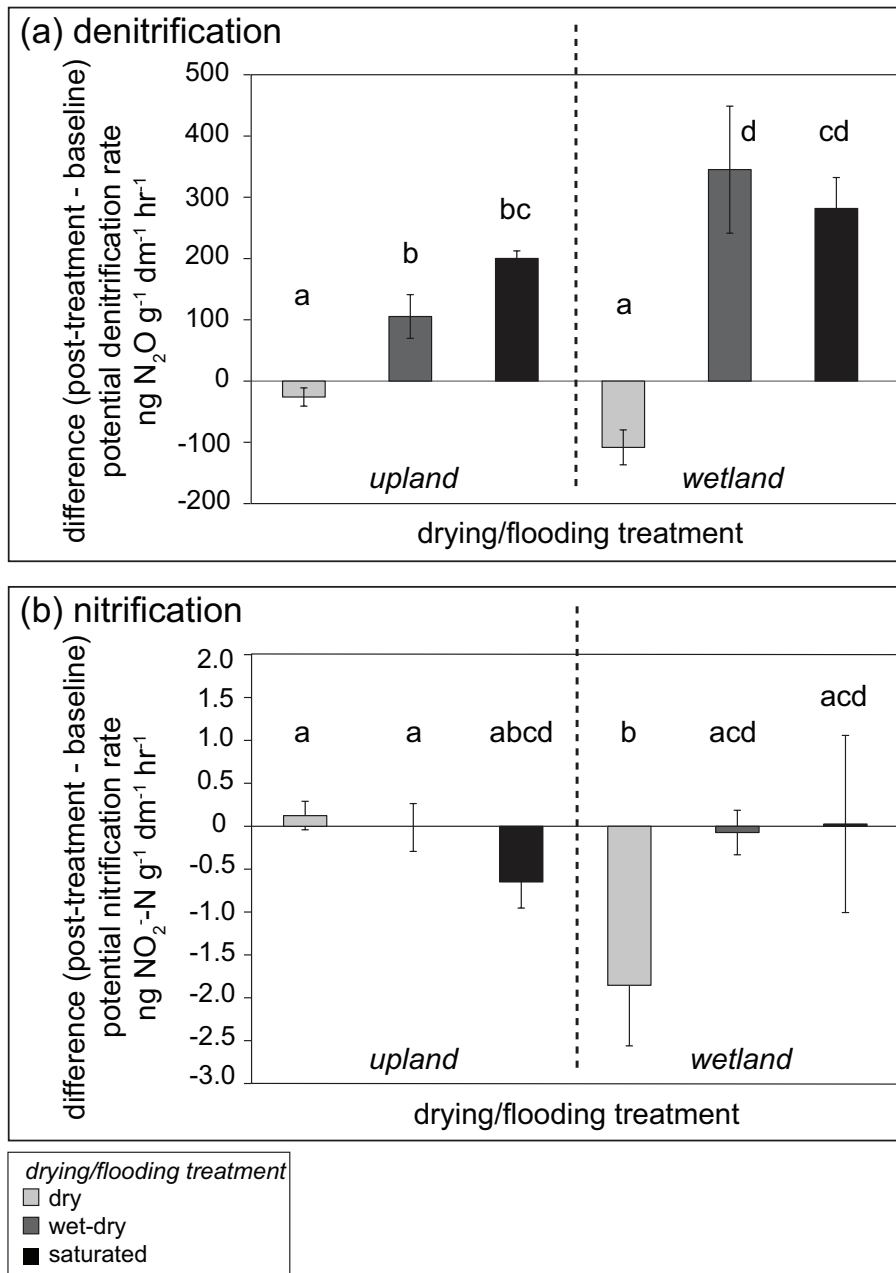 (a) denitrification
difference (post-treatment - baseline)
potential denitrification rate
ng N₂O g⁻¹ dm⁻¹ hr⁻¹
500
400
300
200
100
0
-100
-200
a
b
bc
a
d
cd
upland
wetland
drying/flooding treatment
(b) nitrification
difference (post-treatment - baseline)
potential nitrification rate
ng NO₂⁻-N g⁻¹ dm⁻¹ hr⁻¹
2.0
1.5
1.0
0.5
0
-0.5
-1.0
-1.5
-2.0
-2.5
-3.0
a
a
abcd
b
acd
acd
upland
wetland
drying/flooding treatment
drying/flooding treatment
dry
wet-dry
saturated